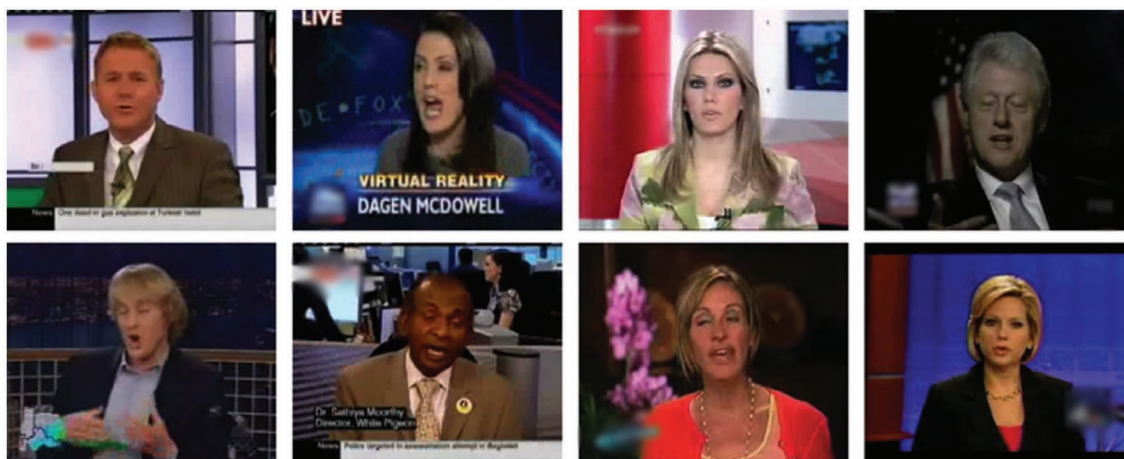 News One dead in gas explosion at Turkish hotel
LIVE
DE•FOX
VIRTUAL REALITY
DAGEN MCDOWELL
Dr. Sathiya Moorthy
Director, White Pigeon
News Police targeted in assassination attempt in Baghdad